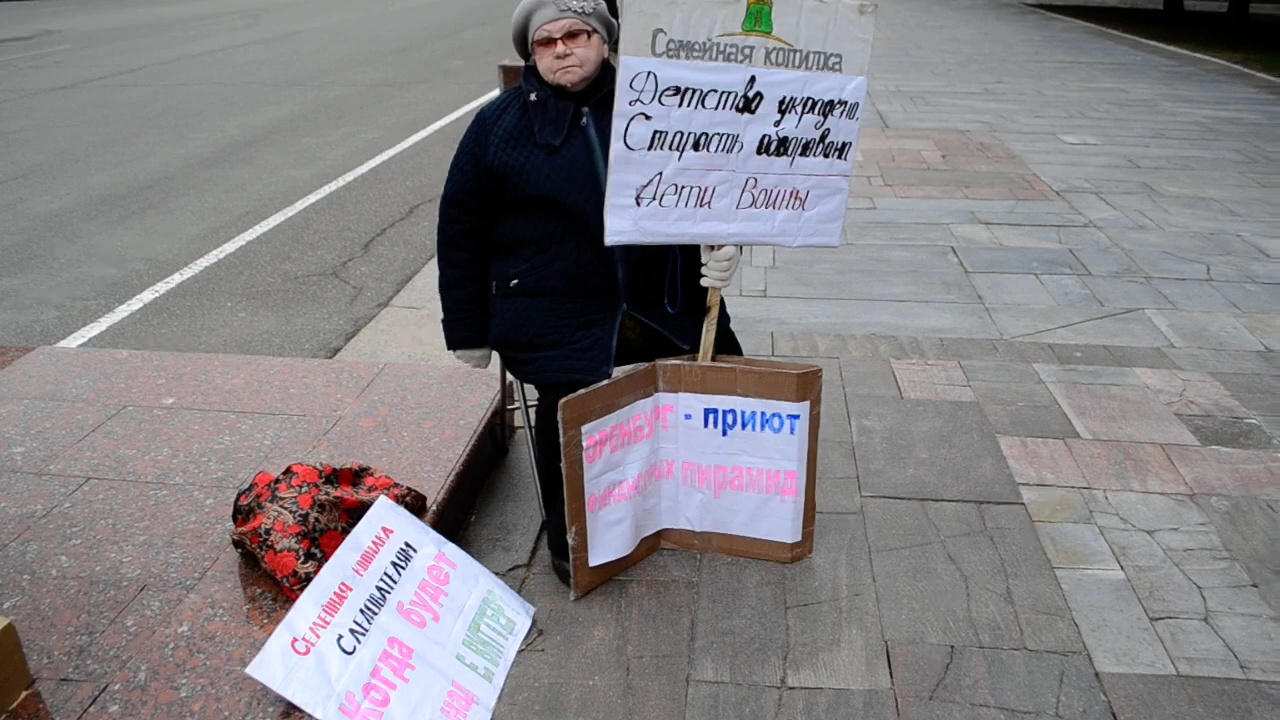 Семейная копилка
Детство украдено,
Старость обворована
Дети Войны
ОРЕНБУРГ - ПРИЮТ
ФИНАНСОВЫХ ПИРАМИД
СЕМЕЙНАЯ КОПИЛКА
СЛЕДОВАТЕЛЯМ
Когда будет